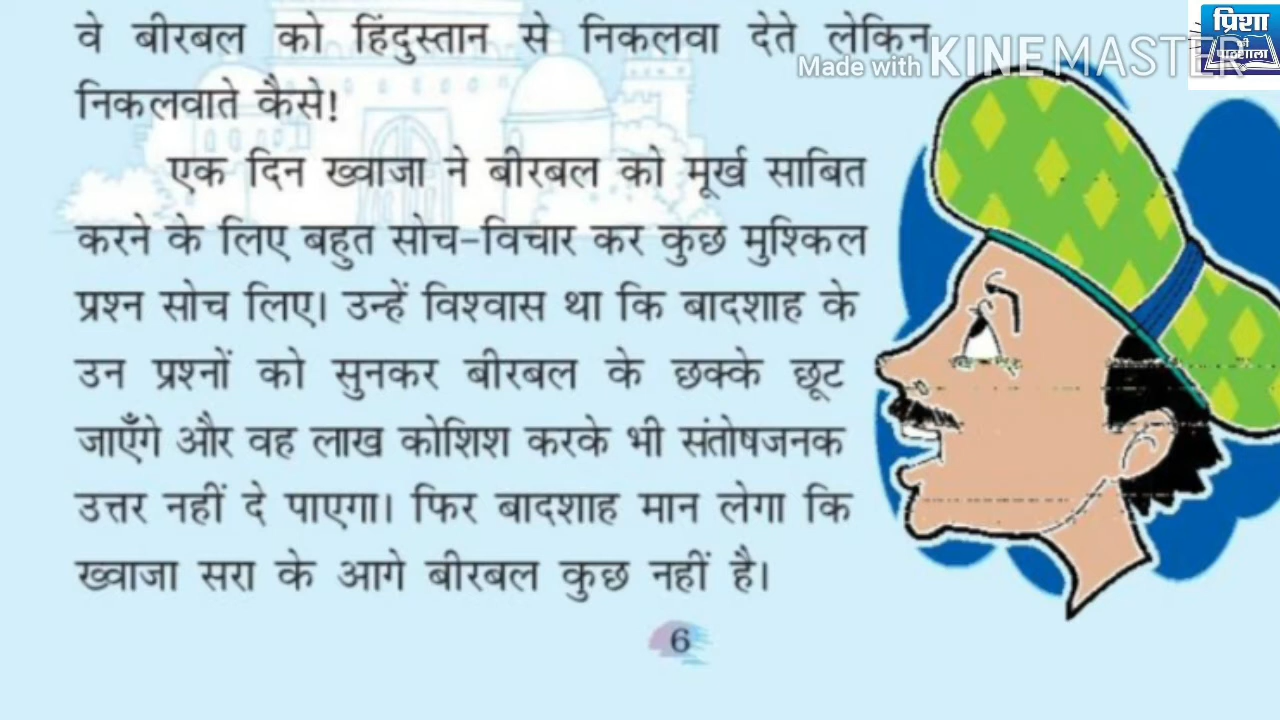 वे बीरबल को हिंदुस्तान से निकलवा देते लेकिन
निकलवाते कैसे!
एक दिन ख्वाजा ने बीरबल को मूर्ख साबित
करने के लिए बहुत सोच-विचार कर कुछ मुश्किल
प्रश्न सोच लिए। उन्हें विश्वास था कि बादशाह के
उन प्रश्नों को सुनकर बीरबल के छक्के छूट
जाएँगे और वह लाख कोशिश करके भी संतोषजनक
उत्तर नहीं दे पाएगा। फिर बादशाह मान लेगा कि
ख्वाजा सरा के आगे बीरबल कुछ नहीं है।
6
Made with KINEMASTER
प्रिशा
की
पाठशाला